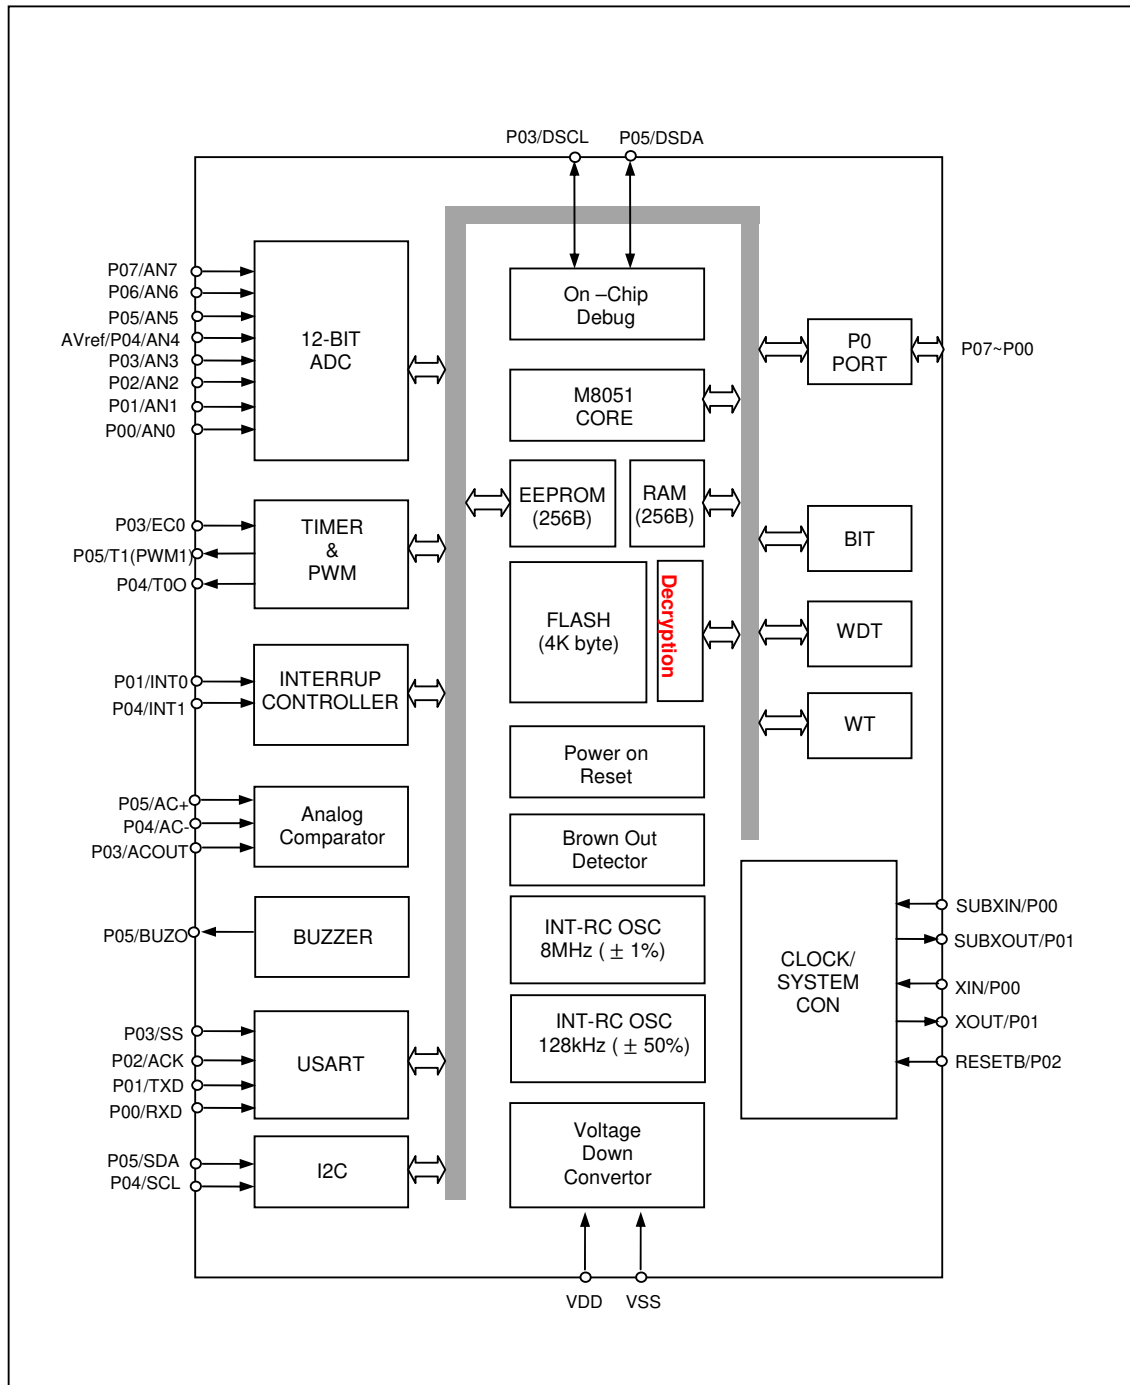 P03/DSCL
P05/DSDA
P07/AN7
P06/AN6
P05/AN5
AVref/P04/AN4
P03/AN3
P02/AN2
P01/AN1
P00/AN0
12-BIT
ADC
On –Chip
Debug
P0
PORT
P07~P00
M8051
CORE
EEPROM
(256B)
RAM
(256B)
P03/EC0
P05/T1(PWM1)
P04/T0O
TIMER
&
PWM
BIT
FLASH
(4K byte)
Decryption
WDT
P01/INT0
P04/INT1
INTERRUP
CONTROLLER
WT
Power on
Reset
P05/AC+
P04/AC-
P03/ACOUT
Analog
Comparator
Brown Out
Detector
P05/BUZO
BUZZER
INT-RC OSC
8MHz ( ± 1%)
CLOCK/
SYSTEM
CON
SUBXIN/P00
SUBXOUT/P01
XIN/P00
XOUT/P01
RESETB/P02
P03/SS
P02/ACK
P01/TXD
P00/RXD
USART
INT-RC OSC
128kHz ( ± 50%)
P05/SDA
P04/SCL
I2C
Voltage
Down
Convertor
VDD
VSS